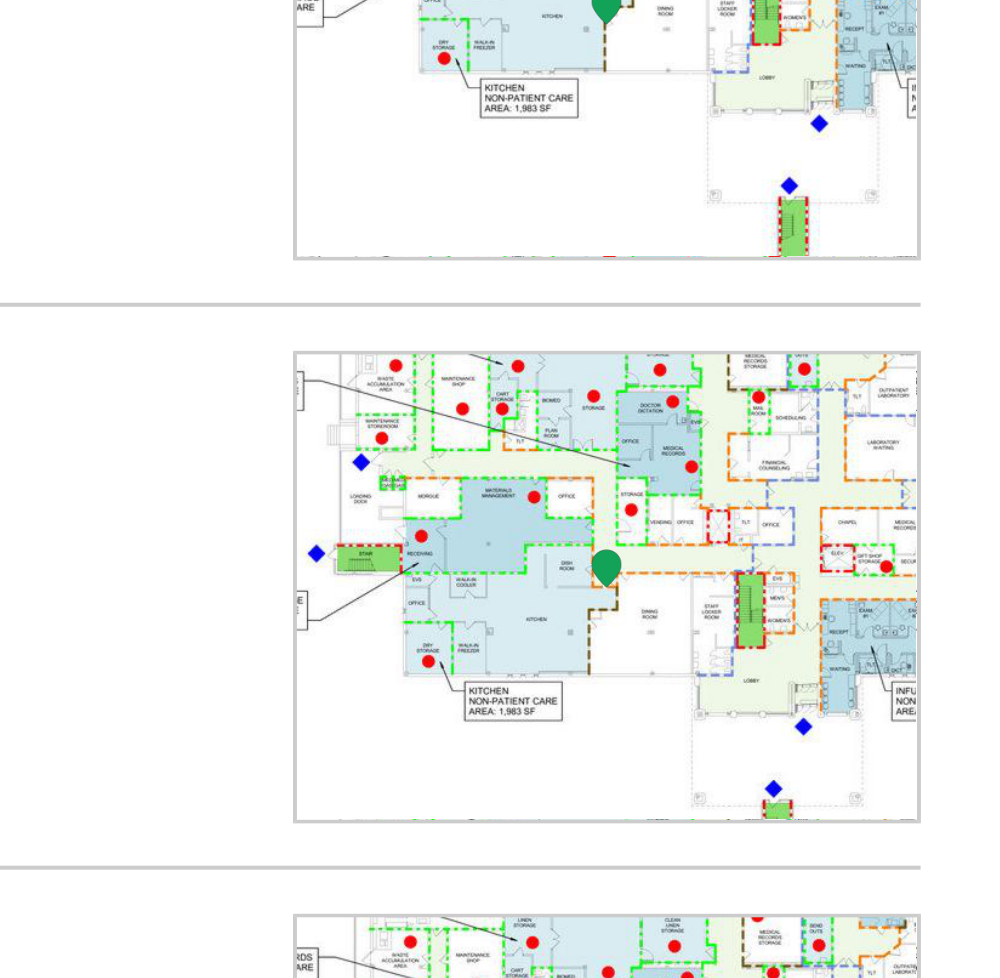 ARE
OFFICE
KITCHEN
DINING
ROOM
STAFF
LOCKER
ROOM
WOMEN'S
EXAM
#1
RECEPT
DRY
STORAGE
WALK-IN
FREEZER
WAITING
TLT
LOBBY
KITCHEN
NON-PATIENT CARE
AREA: 1,983 SF
WASTE
ACCUMULATION
AREA
MAINTENANCE
SHOP
CART
STORAGE
BIOMED
STORAGE
DOCTOR
DICTATION
MEDICAL
RECORDS
STORAGE
MAIL
ROOM
SCHEDULING
TLT
OUTPATIENT
LABORATORY
MAINTENANCE
STOREROOM
TLT
PLAN
ROOM
OFFICE
EVS
MEDICAL
RECORDS
FINANCIAL
COUNSELING
LABORATORY
WAITING
LOADING
DOCK
MORGUE
MATERIALS
MANAGEMENT
OFFICE
STORAGE
VENDING
OFFICE
TLT
OFFICE
CHAPEL
MEDICAL
RECORDS
STAIR
RECEIVING
DISH
ROOM
ELEV
GIFT SHOP
STORAGE
SECUR
EVS
WALK-IN
COOLER
EVS
MEN'S
WOMEN'S
OFFICE
KITCHEN
DINING
ROOM
STAFF
LOCKER
ROOM
EXAM
#1
RECEPT
DRY
STORAGE
WALK-IN
FREEZER
WAITING
TLT
LOBBY
KITCHEN
NON-PATIENT CARE
AREA: 1,983 SF
INFU
NON
AREA
LINEN
STORAGE
CLEAN
LINEN
STORAGE
MEDICAL
RECORDS
STORAGE
SEND
OUTS
RDS
ARE
WASTE
ACCUMULATION
AREA
MAINTENANCE
SHOP
CART
STORAGE
BIOMED
TLT